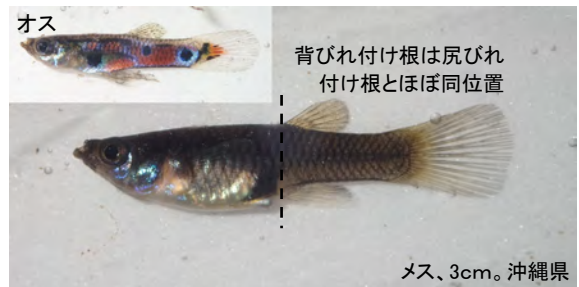 オス
背びれ付け根は尻びれ
付け根とほぼ同位置
メス、3cm。沖縄県